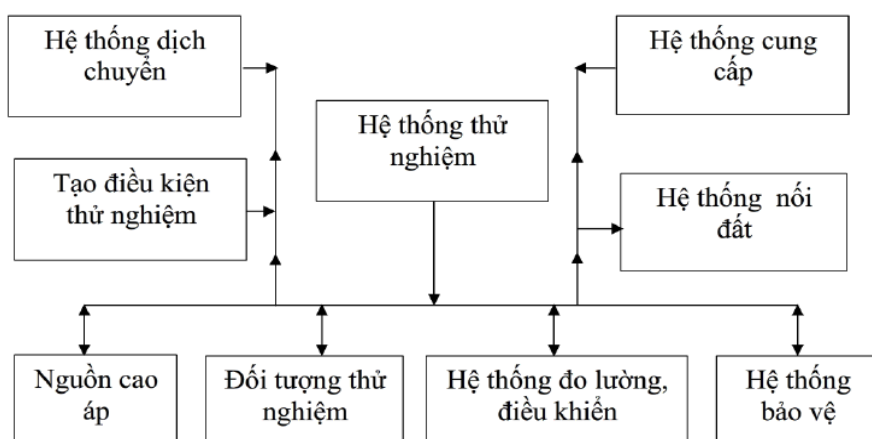 Hệ thống dịch
chuyển
Hệ thống cung
cấp
Hệ thống thử
nghiệm
Tạo điều kiện
thử nghiệm
Hệ thống nối
đất
Nguồn cao
áp
Đối tượng thử
nghiệm
Hệ thống đo lường,
điều khiển
Hệ thống
bảo vệ